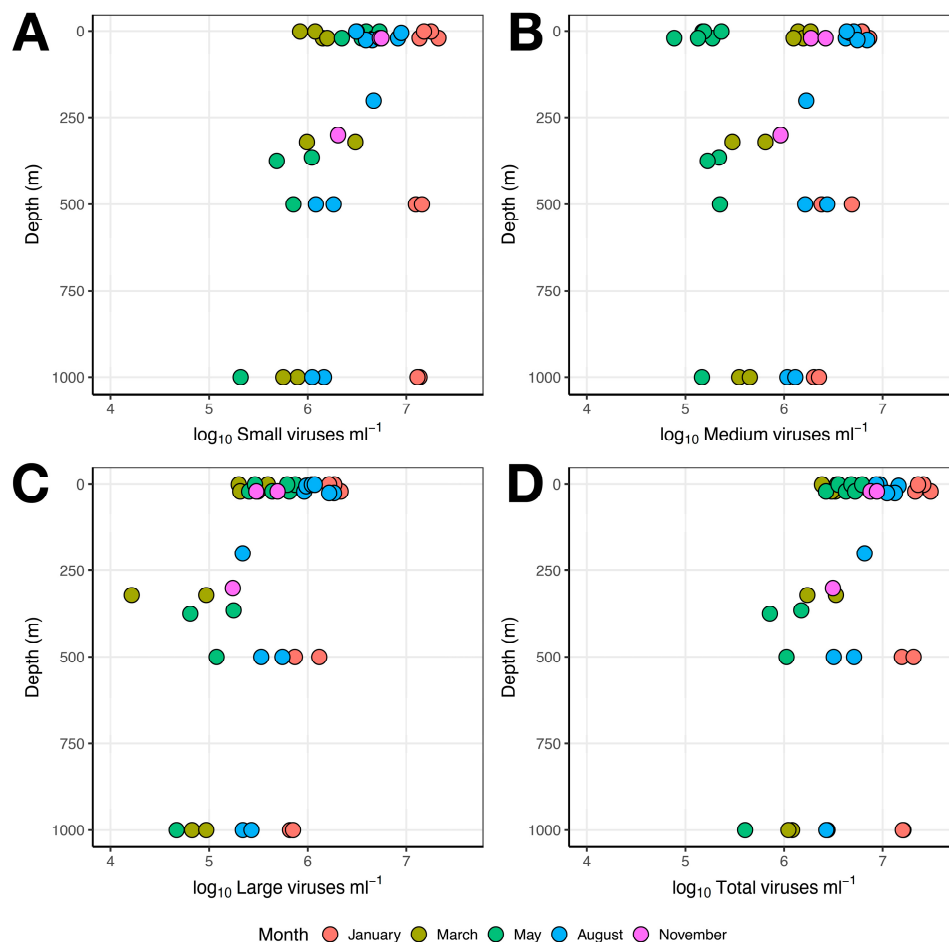 A
B
0
250
500
750
1000
Depth (m)
4 5 6 7
log₁₀ Small viruses ml⁻¹
0
250
500
750
1000
Depth (m)
4 5 6 7
log₁₀ Medium viruses ml⁻¹
C
D
0
250
500
750
1000
Depth (m)
4 5 6 7
log₁₀ Large viruses ml⁻¹
0
250
500
750
1000
Depth (m)
4 5 6 7
log₁₀ Total viruses ml⁻¹
Month January March May August November